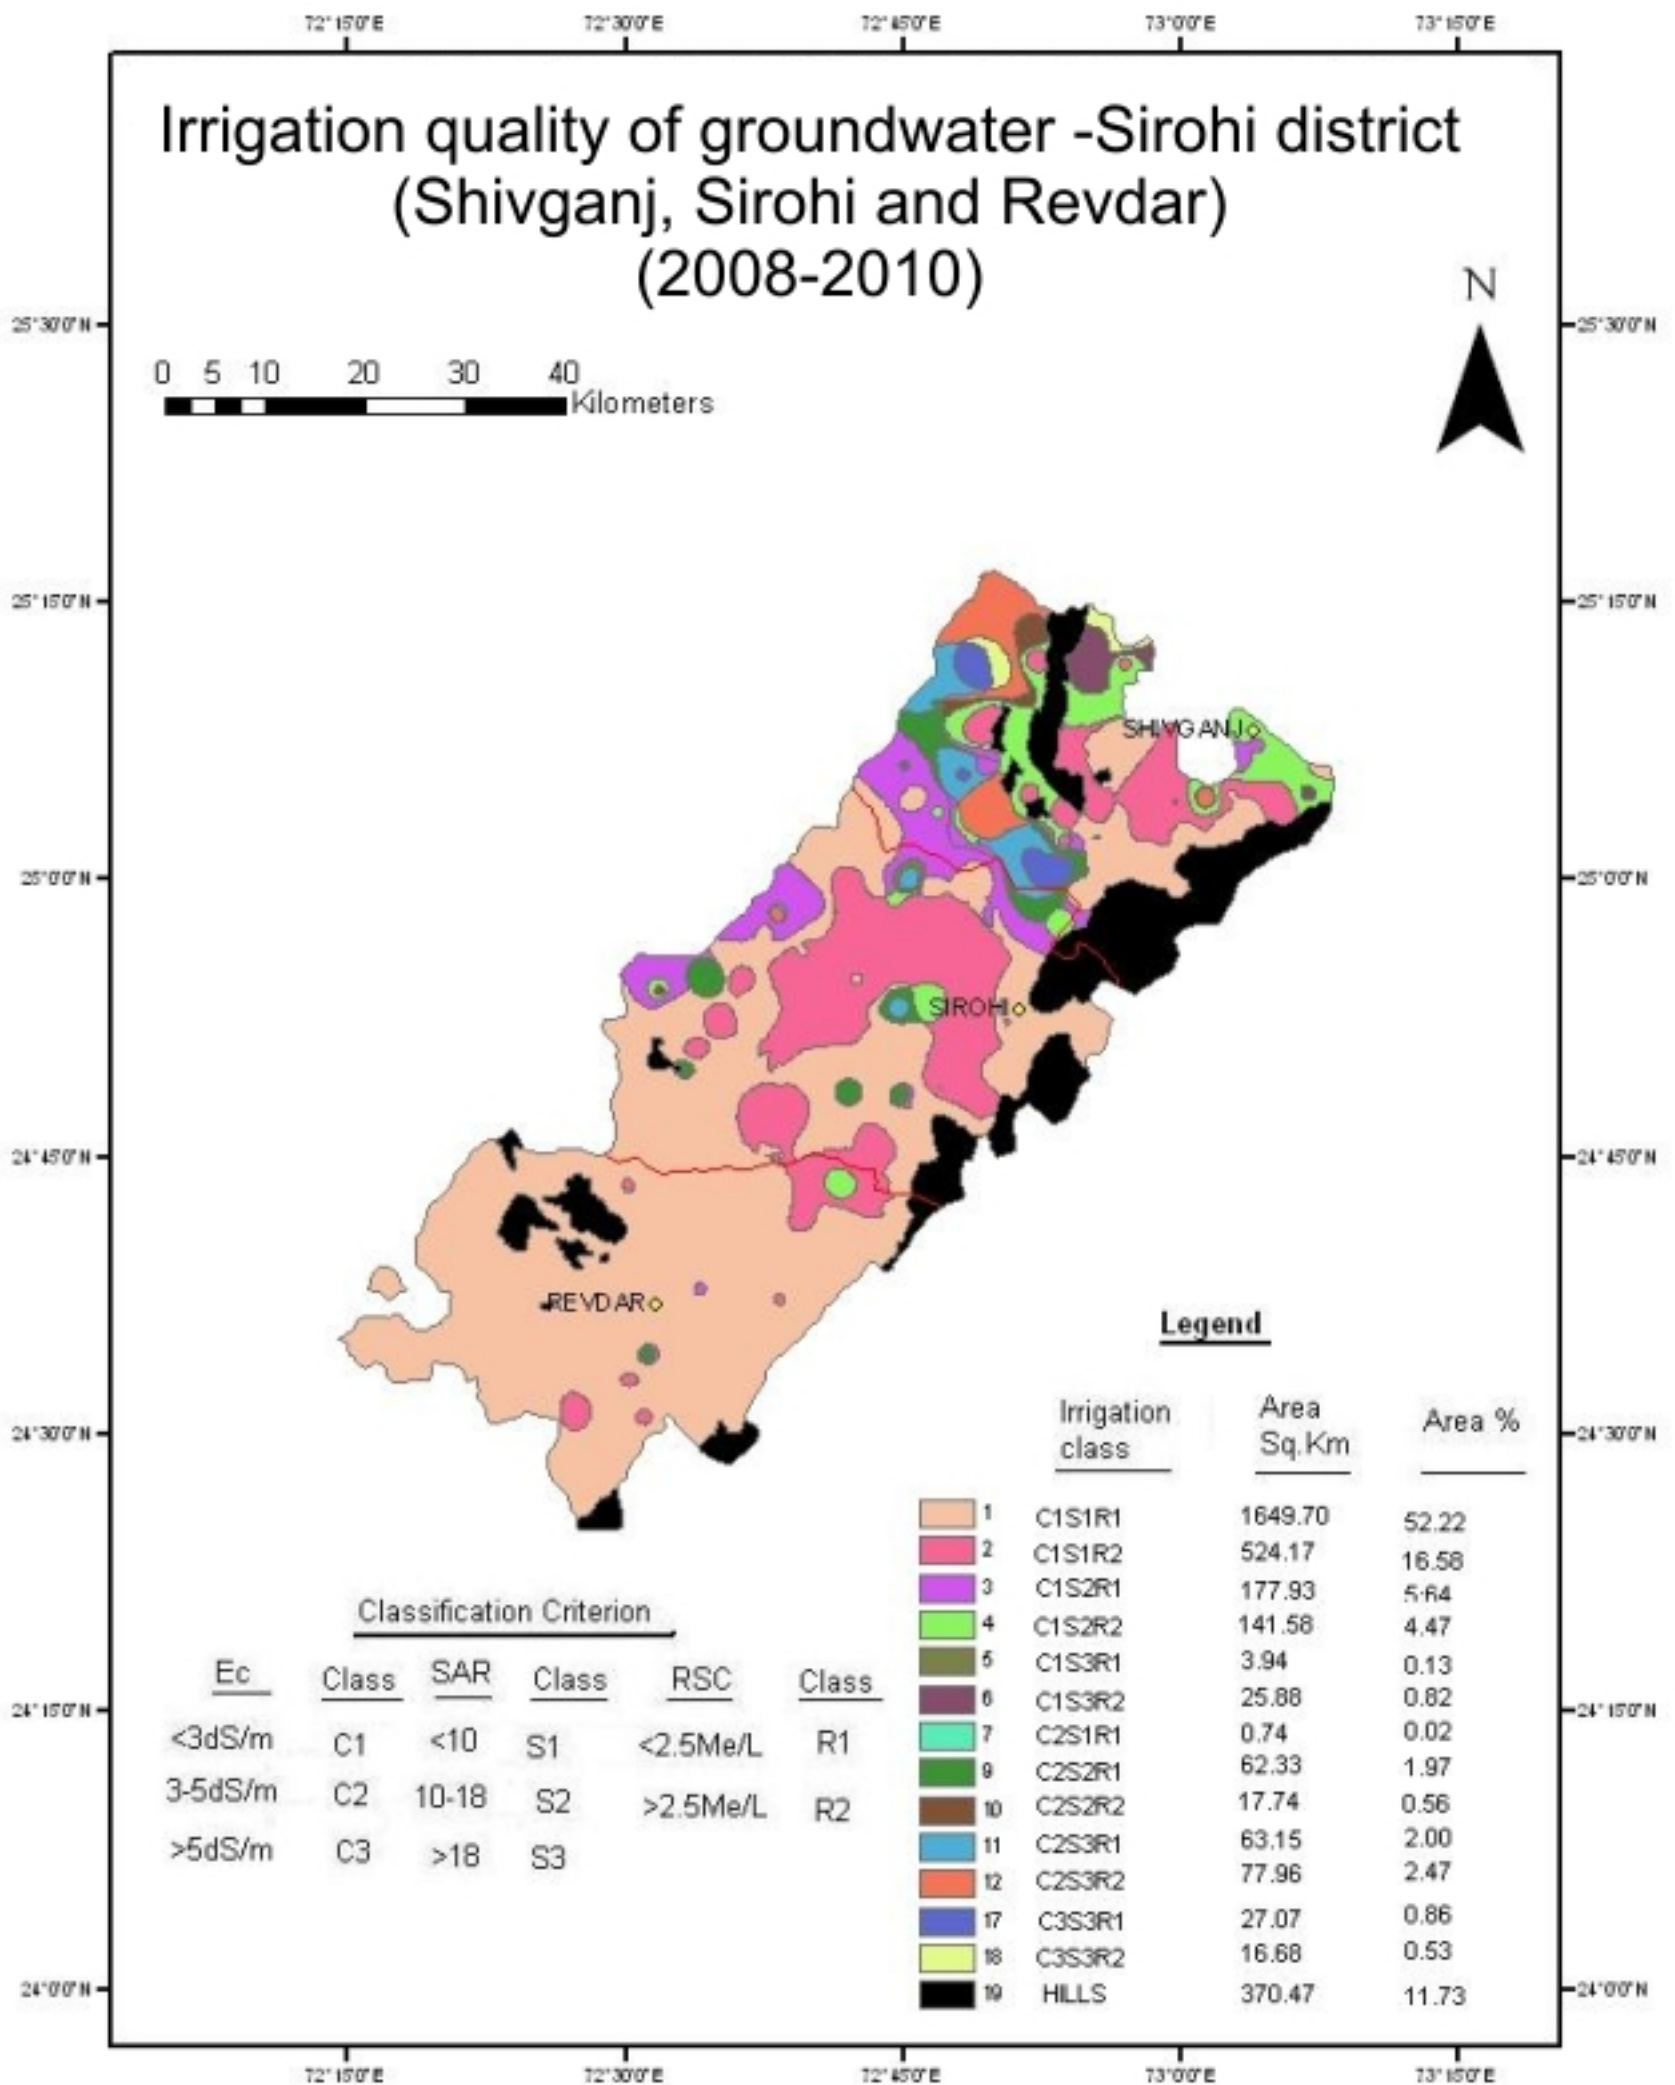 72°15'0"E 72°30'0"E 72°45'0"E 73°0'0"E 73°15'0"E
Irrigation quality of groundwater -Sirohi district
(Shivganj, Sirohi and Revdar)
(2008-2010)
N
25°30'0"N 25°30'0"N
0 5 10 20 30 40
Kilometers
25°15'0"N 25°15'0"N
SHIVGANJ
25°0'0"N 25°0'0"N
SIROHI
24°45'0"N 24°45'0"N
REVDAR
24°30'0"N 24°30'0"N
Legend
Irrigation class Area Sq.Km Area %
1 C1S1R1 1649.70 52.22
2 C1S1R2 524.17 16.58
3 C1S2R1 177.93 5.64
4 C1S2R2 141.58 4.47
5 C1S3R1 3.94 0.13
6 C1S3R2 25.88 0.82
7 C2S1R1 0.74 0.02
9 C2S2R1 62.33 1.97
10 C2S2R2 17.74 0.56
11 C2S3R1 63.15 2.00
12 C2S3R2 77.96 2.47
17 C3S3R1 27.07 0.86
18 C3S3R2 16.68 0.53
19 HILLS 370.47 11.73
Classification Criterion
Ec Class SAR Class RSC Class
<3dS/m C1 <10 S1 <2.5Me/L R1
3-5dS/m C2 10-18 S2 >2.5Me/L R2
>5dS/m C3 >18 S3
24°15'0"N 24°15'0"N
24°0'0"N 24°0'0"N
72°15'0"E 72°30'0"E 72°45'0"E 73°0'0"E 73°15'0"E